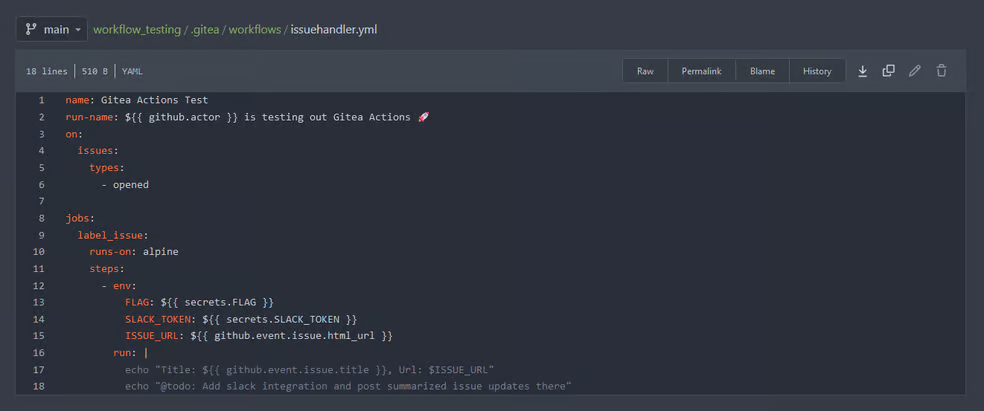 main workflow_testing / .gitea / workflows / issuehandler.yml
18 lines 510 B YAML Raw Permalink Blame History
1 name: Gitea Actions Test
2 run-name: ${{ github.actor }} is testing out Gitea Actions 🚀
3 on:
4   issues:
5     types:
6       - opened
7
8 jobs:
9   label_issue:
10     runs-on: alpine
11     steps:
12       - env:
13           FLAG: ${{ secrets.FLAG }}
14           SLACK_TOKEN: ${{ secrets.SLACK_TOKEN }}
15           ISSUE_URL: ${{ github.event.issue.html_url }}
16         run: |
17           echo "Title: ${{ github.event.issue.title }}, Url: $ISSUE_URL"
18           echo "@todo: Add slack integration and post summarized issue updates there"